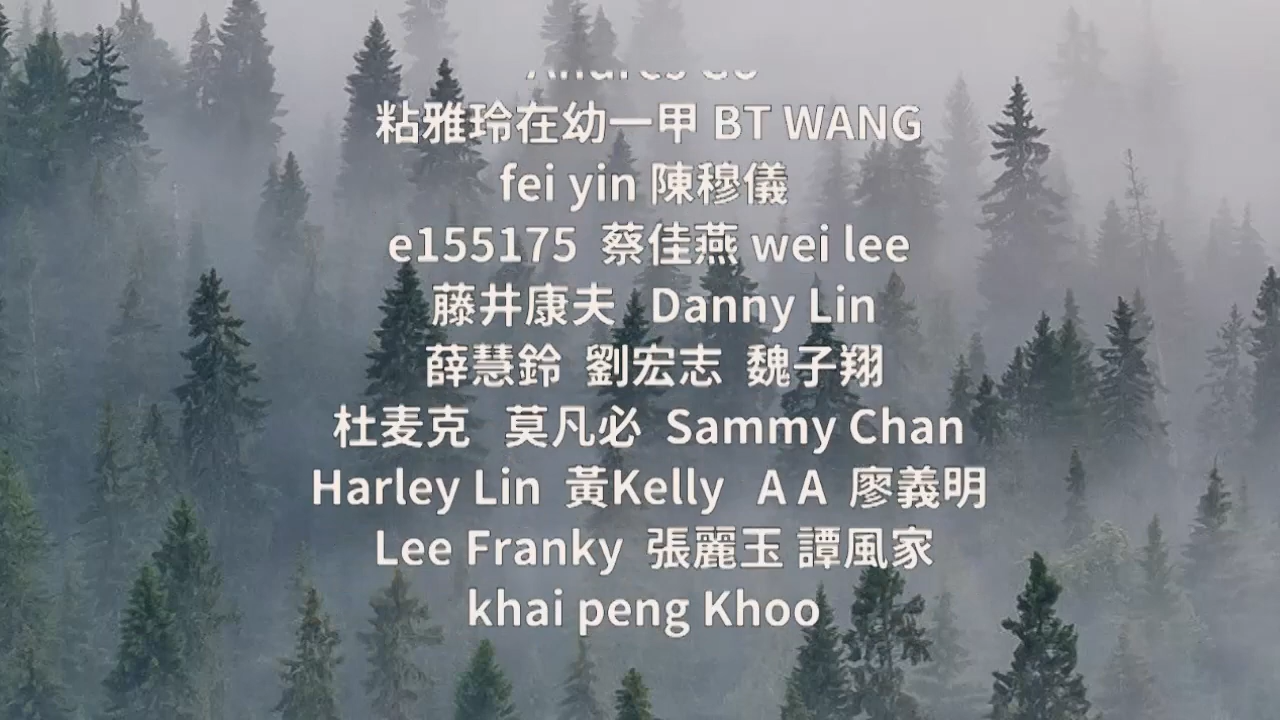 粘雅玲在幼一甲 BT WANG
fei yin 陳穆儀
e155175 蔡佳燕 wei lee
藤井康夫 Danny Lin
薛慧鈴 劉宏志 魏子翔
杜麦克 莫凡必 Sammy Chan
Harley Lin 黃Kelly A A 廖義明
Lee Franky 張麗玉 譚風家
khai peng Khoo